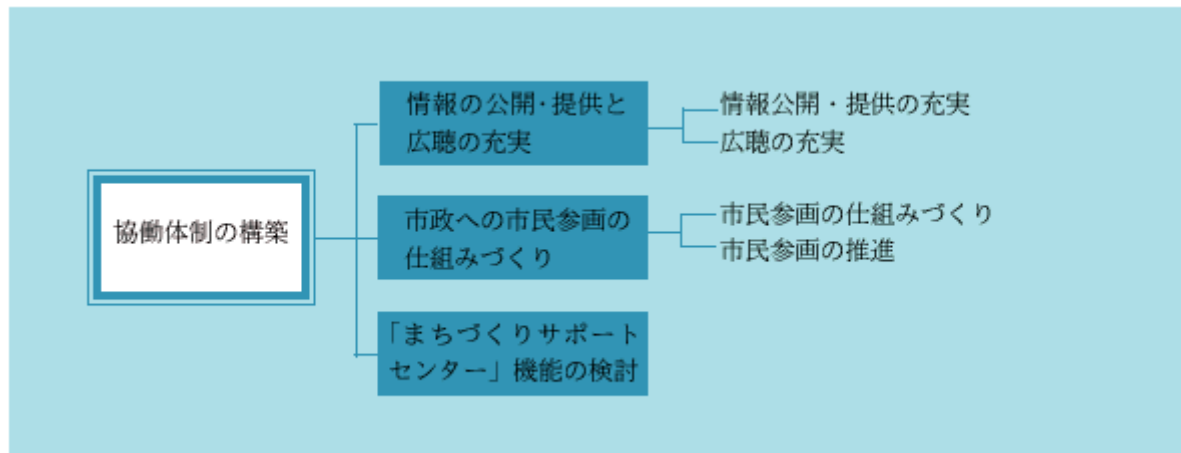 協働体制の構築
情報の公開・提供と
広聴の充実
情報公開・提供の充実
広聴の充実
市政への市民参画の
仕組みづくり
市民参画の仕組みづくり
市民参画の推進
「まちづくりサポート
センター」機能の検討